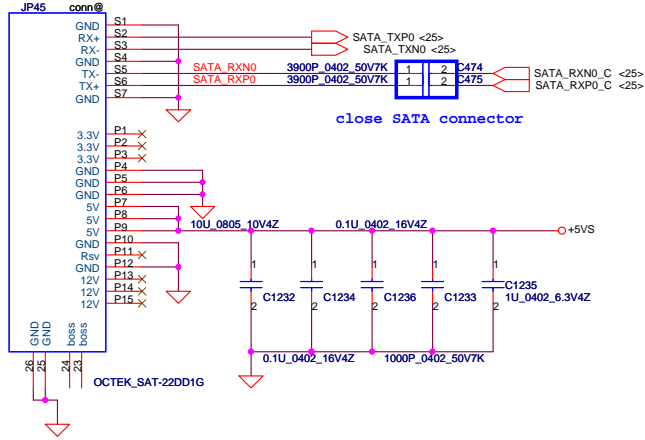 JP45 conn@
GND S1
RX+ S2 SATA_TXP0 <25>
RX- S3 SATA_TXN0 <25>
GND S4
TX- S5 SATA_RXN0 3900P_0402_50V7K 1 2 C474 SATA_RXN0_C <25>
TX+ S6 SATA_RXP0 3900P_0402_50V7K 1 2 C475 SATA_RXP0_C <25>
GND S7
close SATA connector
3.3V P1
3.3V P2
3.3V P3
GND P4
GND P5
GND P6
5V P7
5V P8
5V P9 10U_0805_10V4Z 0.1U_0402_16V4Z +5VS
GND P10
Rsv P11
GND P12
12V P13
12V P14
12V P15
1 1 1 1 1
C1232 C1234 C1236 C1233 C1235
1U_0402_6.3V4Z
2 2 2 2 2
0.1U_0402_16V4Z 1000P_0402_50V7K
GND GND boss boss
26 25 24 23
OCTEK_SAT-22DD1G